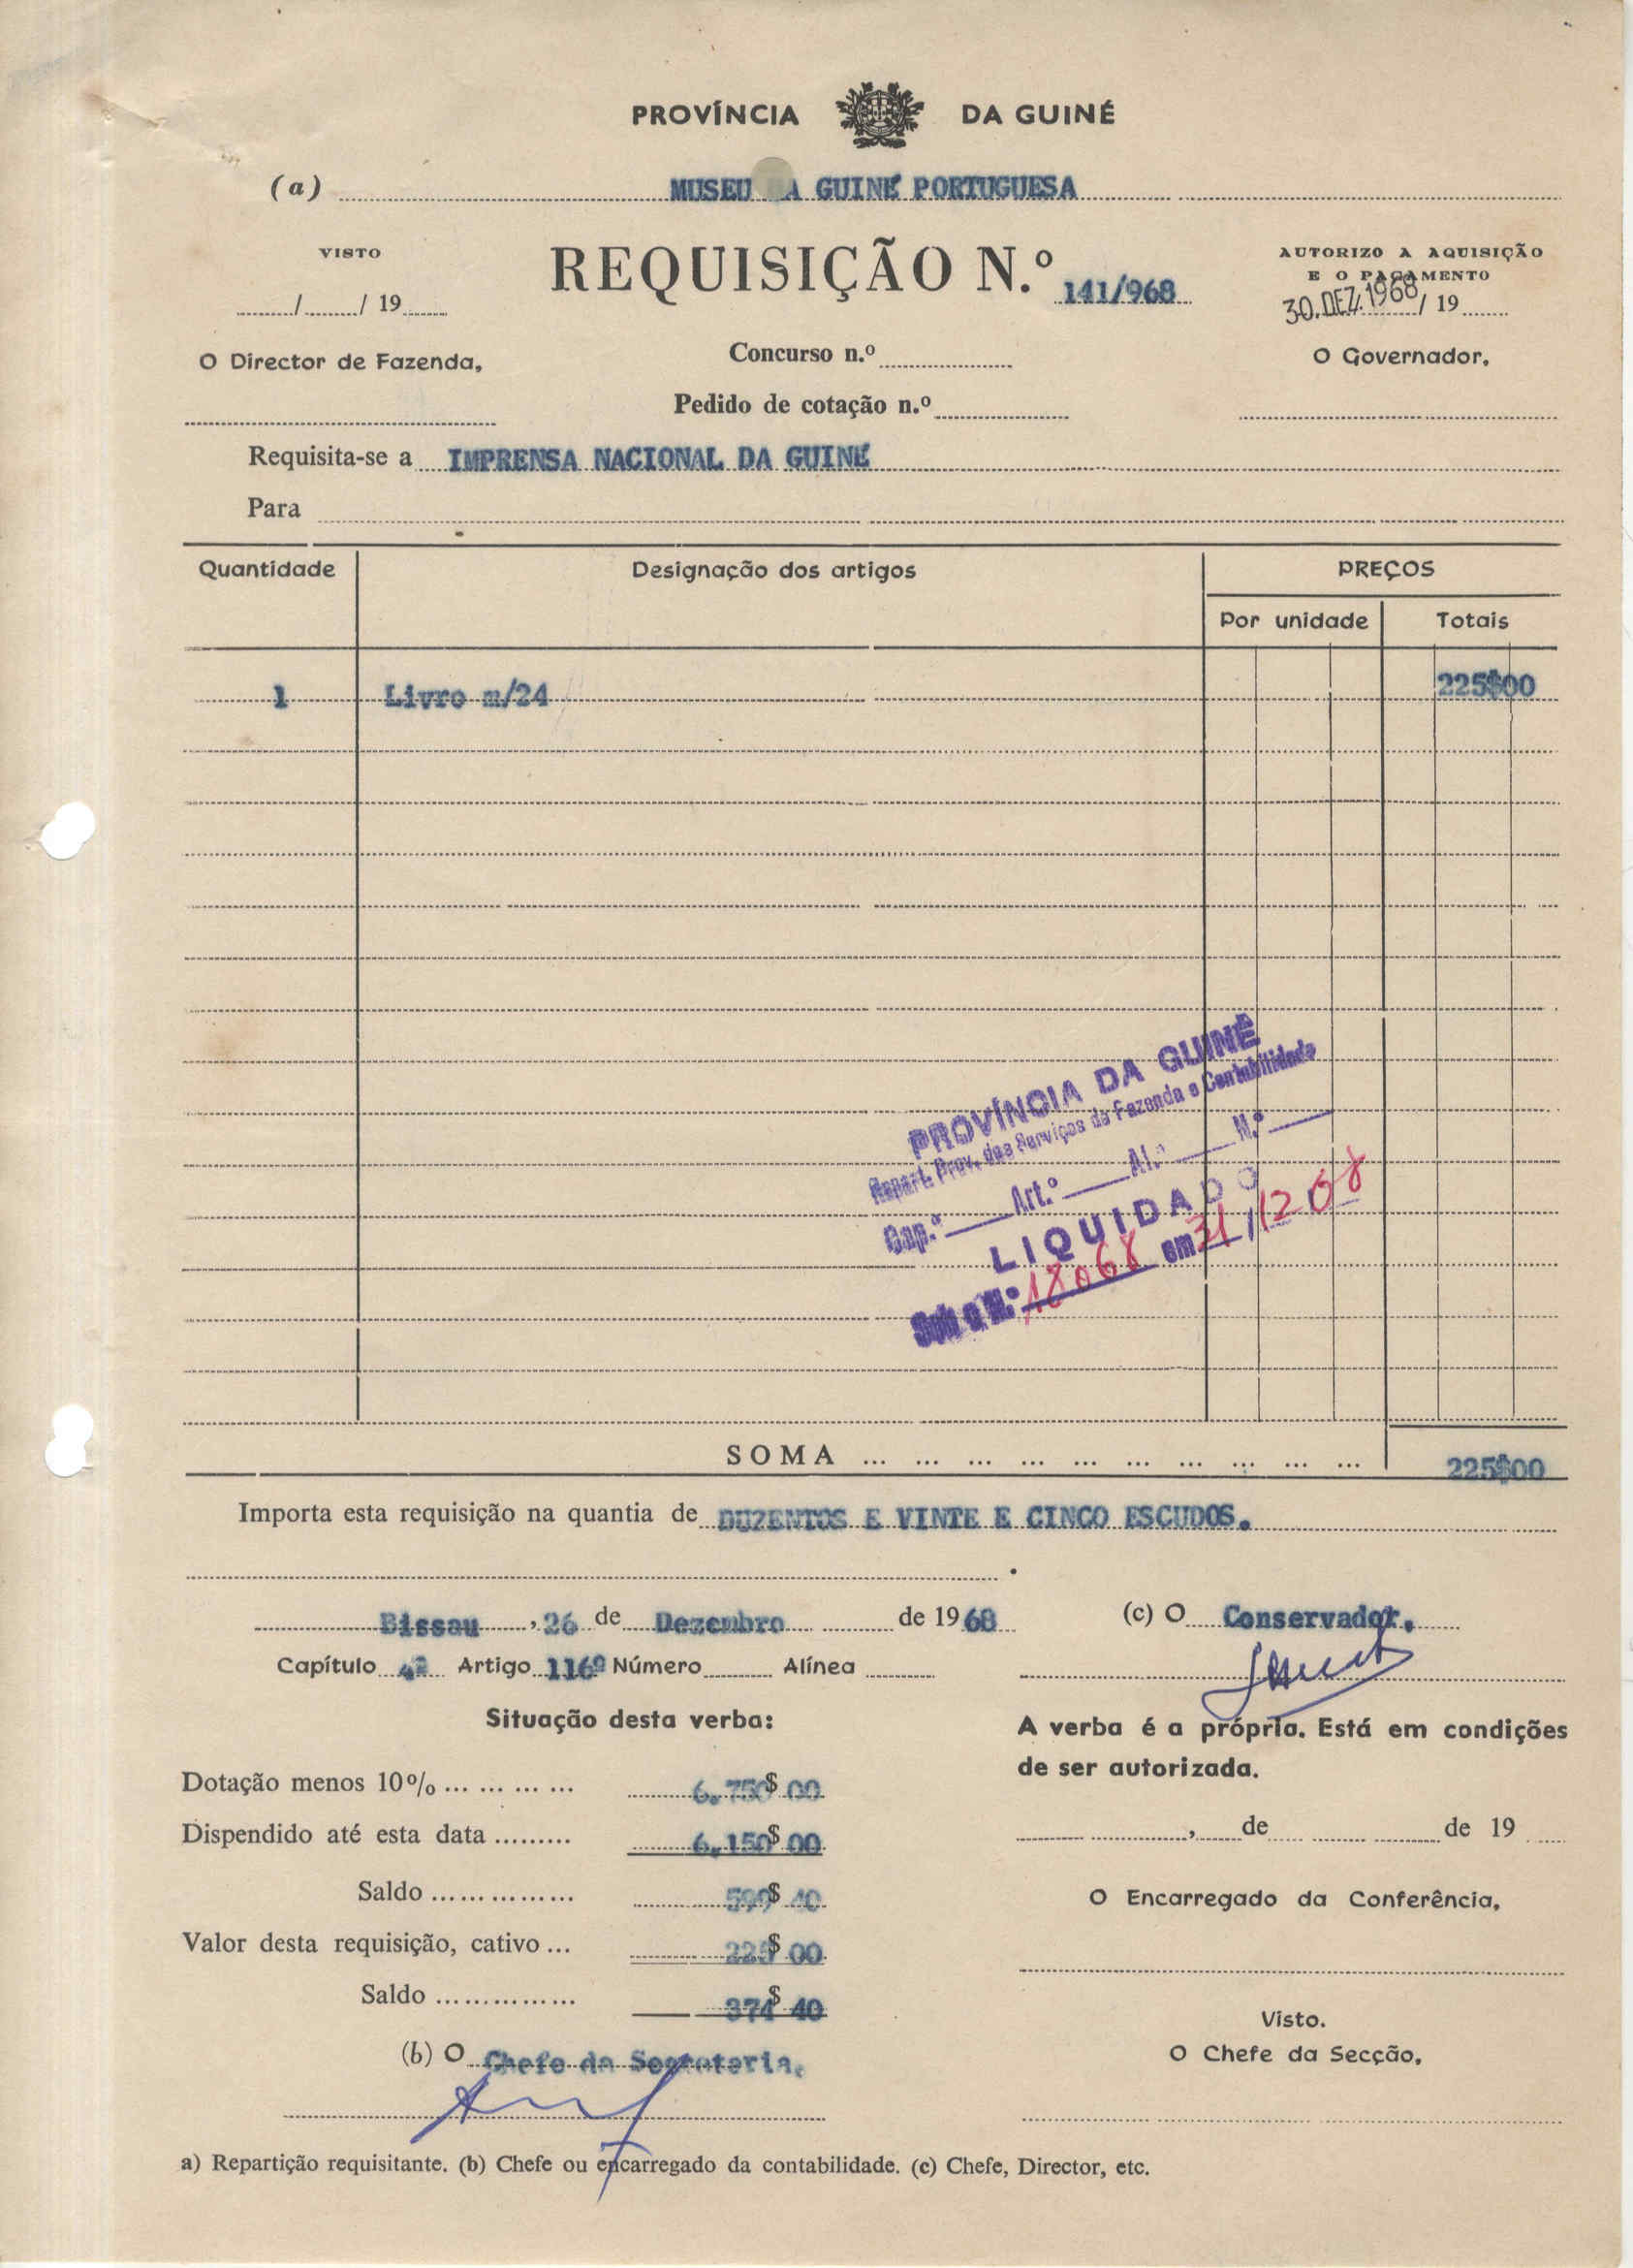 PROVÍNCIA DA GUINÉ
(a) MUSEU DA GUINÉ PORTUGUESA
VISTO
/ / 19
O Director de Fazenda,
REQUISIÇÃO N.º 141/968
Concurso n.º
Pedido de cotação n.º
AUTORIZO A AQUISIÇÃO
E O PAGAMENTO
30.DEZ.1968 / 19
O Governador,
Requisita-se a IMPRENSA NACIONAL DA GUINÉ
Para
Quantidade Designação dos artigos PREÇOS
Por unidade Totais
1 Livro m/24 225$00
PROVÍNCIA DA GUINÉ
Repart. Prov. dos Serviços de Fazenda e Contabilidade
Cap.º Art.º Al.ª N.º
LIQUIDADO
Sob o N.º 18068 em 31/12
SOMA ... ... ... ... ... ... ... ... ... ... 225$00
Importa esta requisição na quantia de DUZENTOS E VINTE E CINCO ESCUDOS.
Bissau, 26 de Dezembro de 1968
(c) O Conservador,
Capítulo 4º Artigo 116º Número Alínea
Situação desta verba:
Dotação menos 10% ... ... ... ... 6.750$00
Dispendido até esta data ......... 6.150$00
Saldo ............... $40
Valor desta requisição, cativo ... 225$00
Saldo ............... 374$40
(b) O Chefe da Secretaria,
A verba é a própria. Está em condições
de ser autorizada.
, de de 19
O Encarregado da Conferência,
Visto.
O Chefe da Secção,
a) Repartição requisitante. (b) Chefe ou encarregado da contabilidade. (c) Chefe, Director, etc.